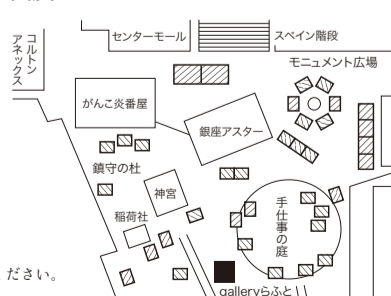 センターモール
スペイン階段
コルトン
アネックス
モニュメント広場
がんこ炎番屋
銀座アスター
鎮守の杜
神宮
手仕事の庭
稲荷社
ださい。
galleryらふと